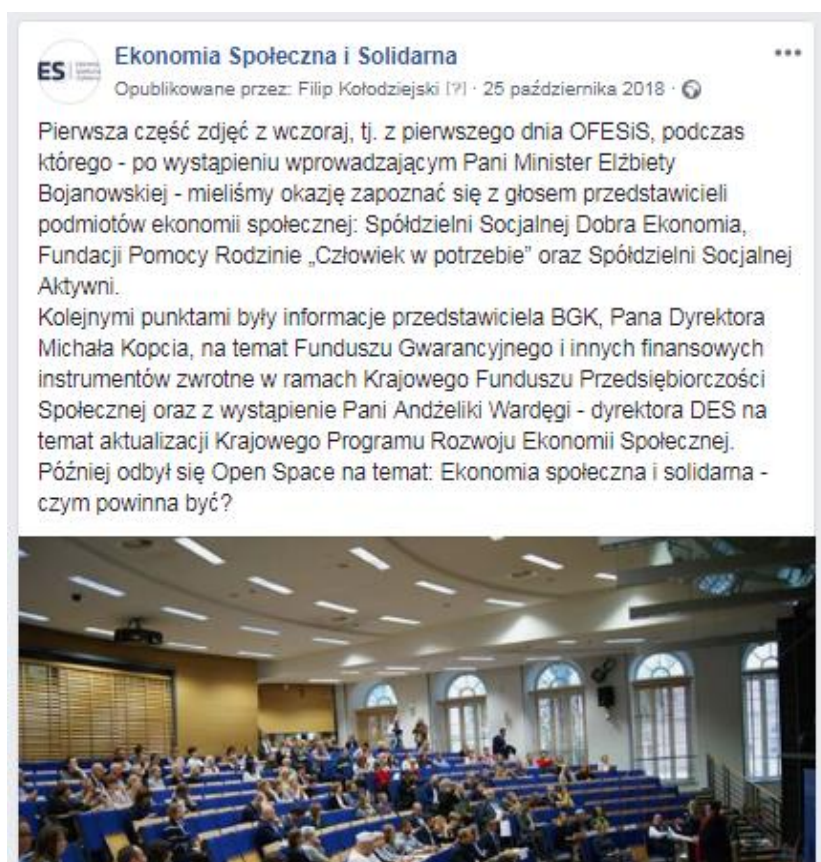 ES
Ekonomia Społeczna i Solidarna
Opublikowane przez: Filip Kołodziejski [?] · 25 października 2018 ·
Pierwsza część zdjęć z wczoraj, tj. z pierwszego dnia OFESiS, podczas
którego - po wystąpieniu wprowadzającym Pani Minister Elżbiety
Bojanowskiej - mieliśmy okazję zapoznać się z głosem przedstawicieli
podmiotów ekonomii społecznej: Spółdzielni Socjalnej Dobra Ekonomia,
Fundacji Pomocy Rodzinie „Człowiek w potrzebie” oraz Spółdzielni Socjalnej
Aktywni.
Kolejnymi punktami były informacje przedstawiciela BGK, Pana Dyrektora
Michała Kopcia, na temat Funduszu Gwarancyjnego i innych finansowych
instrumentów zwrotne w ramach Krajowego Funduszu Przedsiębiorczości
Społecznej oraz z wystąpienie Pani Andżeliki Wardęgi - dyrektora DES na
temat aktualizacji Krajowego Programu Rozwoju Ekonomii Społecznej.
Później odbył się Open Space na temat: Ekonomia społeczna i solidarna -
czym powinna być?